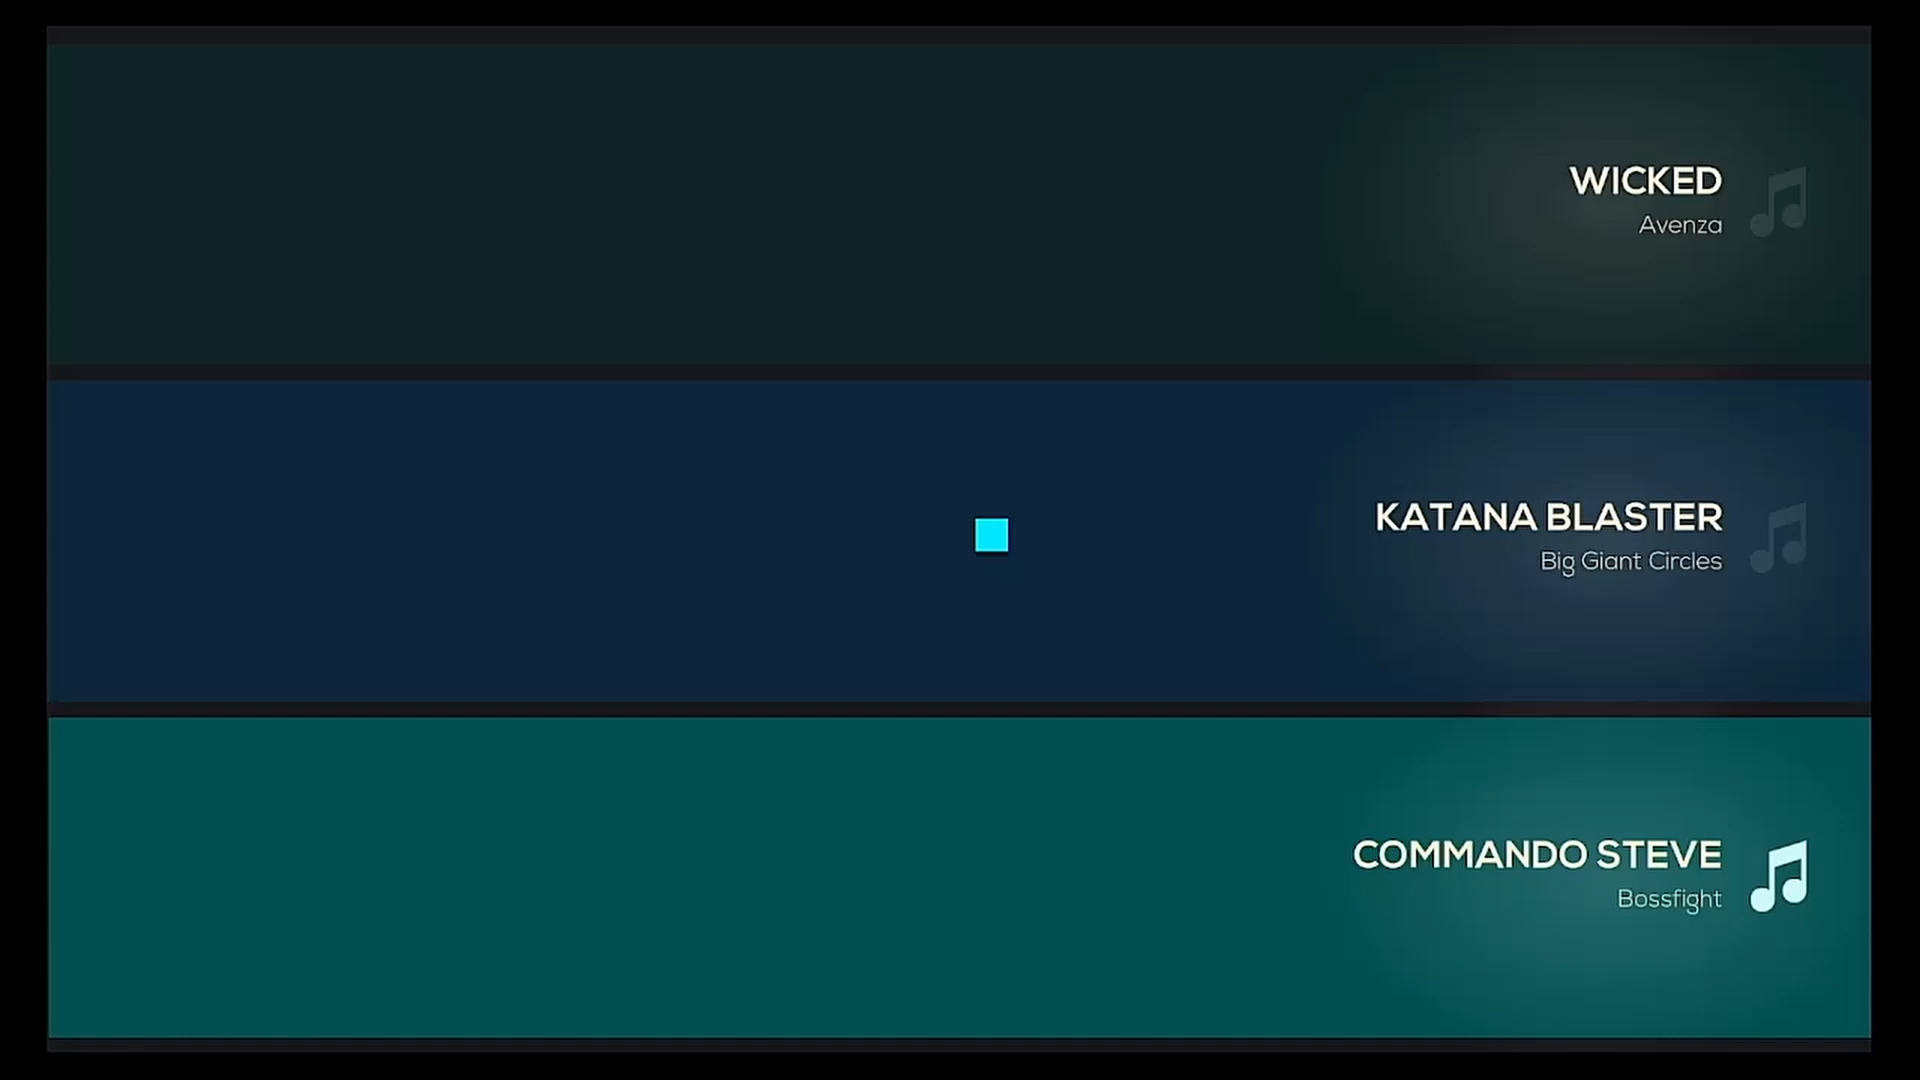 WICKED
Avenza
KATANA BLASTER
Big Giant Circles
COMMANDO STEVE
Bossfight